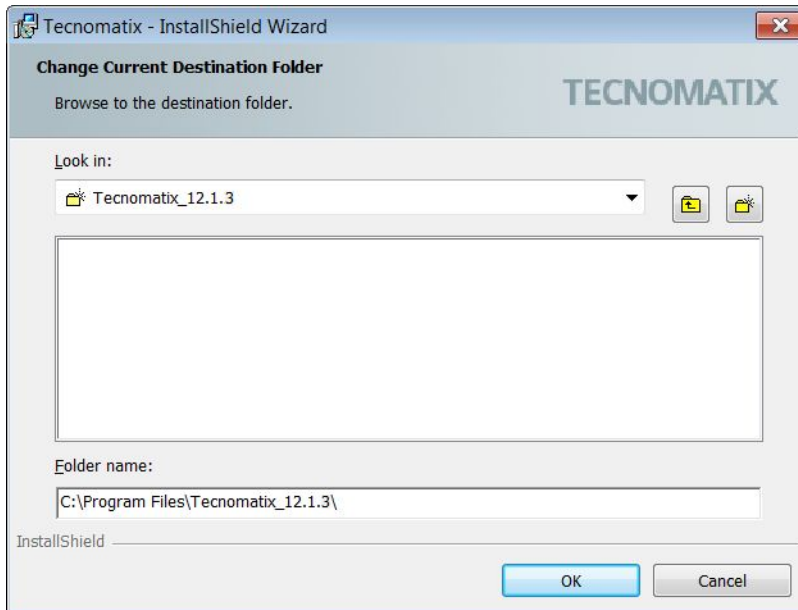 Tecnomatix - InstallShield Wizard
Change Current Destination Folder
Browse to the destination folder.
TECNOMATIX
Look in:
Tecnomatix_12.1.3
Folder name:
C:\Program Files\Tecnomatix_12.1.3\
InstallShield
OK Cancel